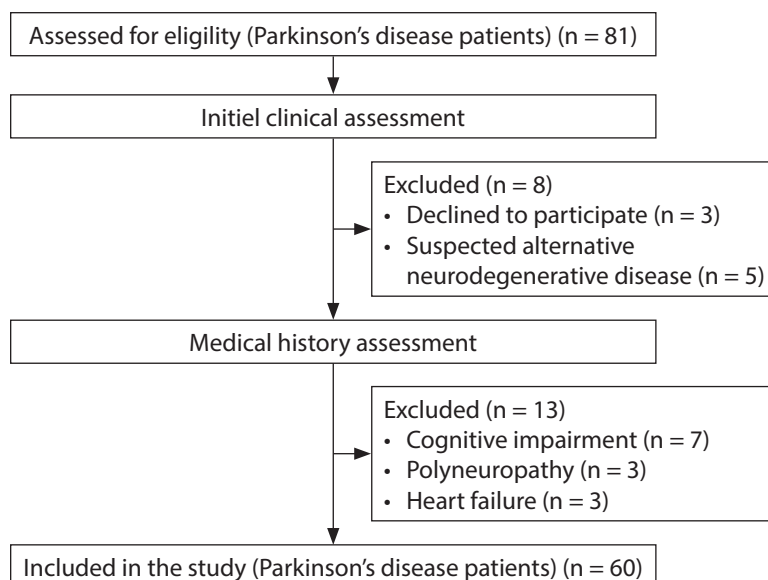 Assessed for eligility (Parkinson’s disease patients) (n = 81)
Initiel clinical assessment
Excluded (n = 8)
• Declined to participate (n = 3)
• Suspected alternative
neurodegenerative disease (n = 5)
Medical history assessment
Excluded (n = 13)
• Cognitive impairment (n = 7)
• Polyneuropathy (n = 3)
• Heart failure (n = 3)
Included in the study (Parkinson’s disease patients) (n = 60)